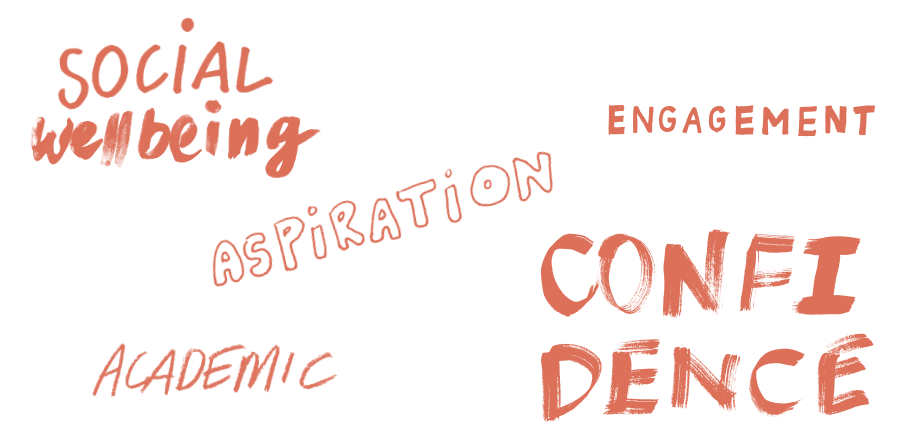 SOCiAL
wellbeing
ENGAGEMENT
ASPiRATiON
CONFI
DENCE
ACADEMIC